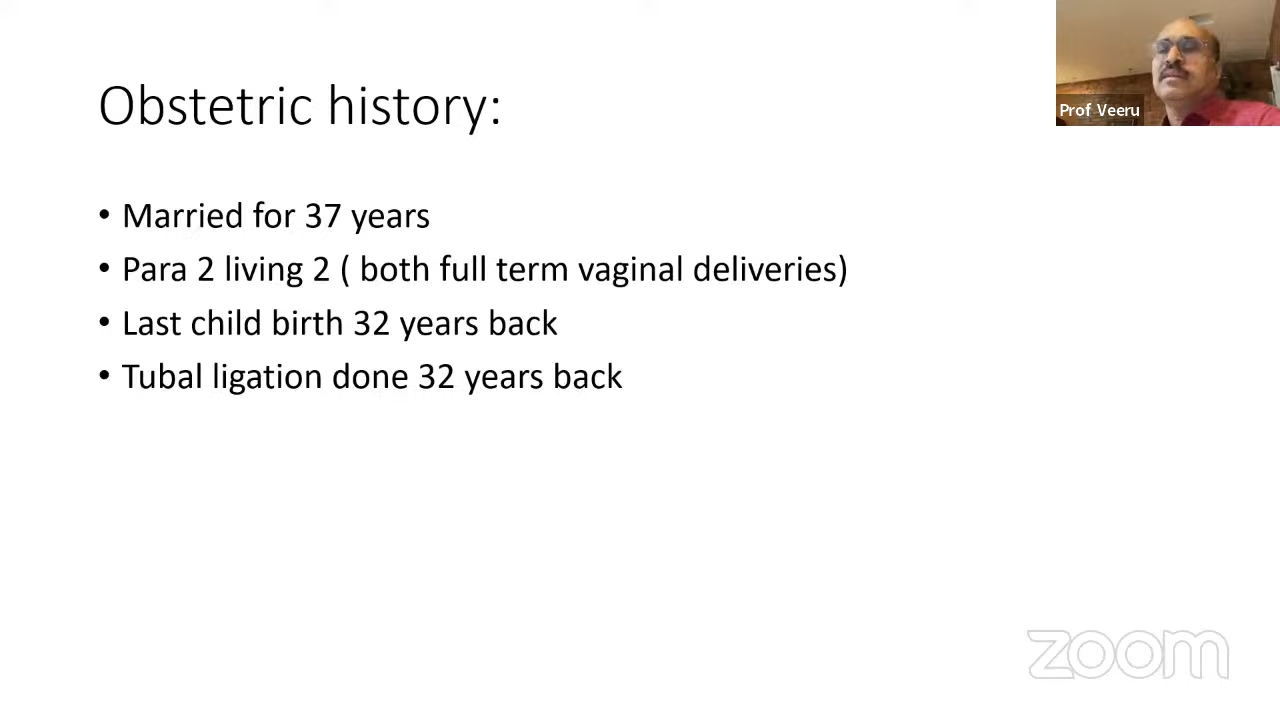 Obstetric history:
Prof Veeru
• Married for 37 years
• Para 2 living 2 ( both full term vaginal deliveries)
• Last child birth 32 years back
• Tubal ligation done 32 years back
zoom